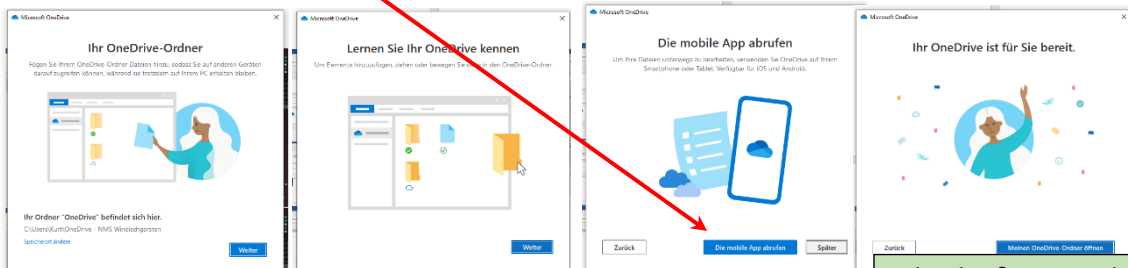 Microsoft OneDrive
Ihr OneDrive-Ordner
Fügen Sie Ihrem OneDrive-Ordner Dateien hinzu, sodass Sie auf anderen Geräten
darauf zugreifen können, während sie trotzdem auf Ihrem PC erhalten bleiben.
Ihr Ordner "OneDrive" befindet sich hier.
C:\Users\Kurt\OneDrive - NMS Windischgarsten
Speicherort ändern
Weiter
Microsoft OneDrive
Lernen Sie Ihr OneDrive kennen
Um Elemente hinzuzufügen, ziehen oder bewegen Sie diese in den OneDrive-Ordner
Weiter
Microsoft OneDrive
Die mobile App abrufen
Um Ihre Dateien unterwegs zu bearbeiten, verwenden Sie OneDrive auf Ihrem
Smartphone oder Tablet. Verfügbar für iOS und Android.
Zurück
Die mobile App abrufen
Später
Microsoft OneDrive
Ihr OneDrive ist für Sie bereit.
Zurück
Meinen OneDrive-Ordner öffnen